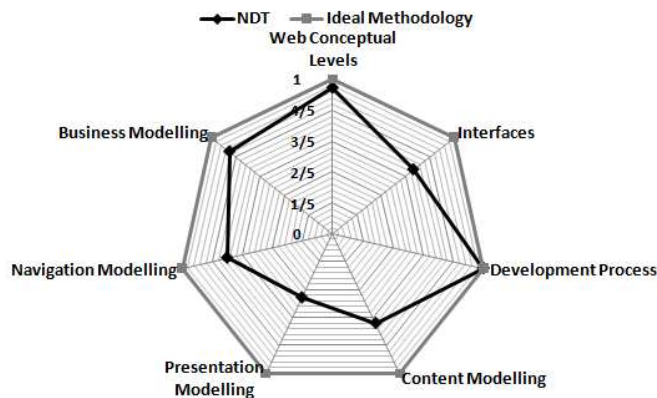 NDT Ideal Methodology
Web Conceptual
Levels
1
4/5
3/5
2/5
1/5
0
Business Modelling
Interfaces
Navigation Modelling
Development Process
Presentation
Modelling
Content Modelling